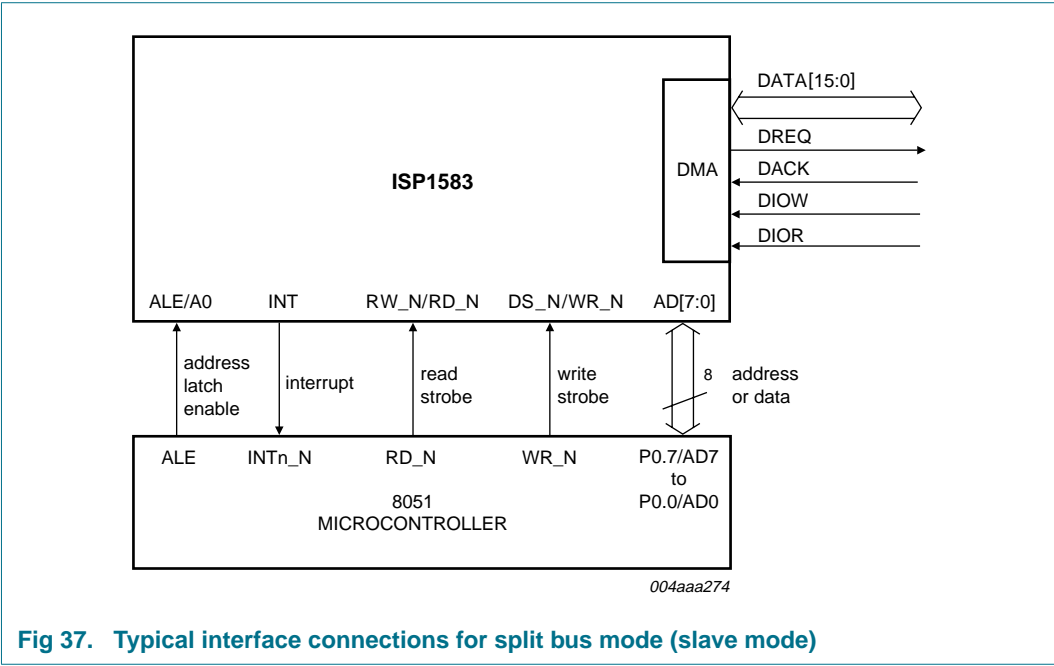 DATA[15:0]
DREQ
DMA
DACK
ISP1583
DIOW
DIOR
ALE/A0 INT RW_N/RD_N DS_N/WR_N AD[7:0]
address
latch
enable
interrupt
read
strobe
write
strobe
8
address
or data
ALE INTn_N RD_N WR_N P0.7/AD7
to
P0.0/AD0
8051
MICROCONTROLLER
004aaa274
Fig 37. Typical interface connections for split bus mode (slave mode)